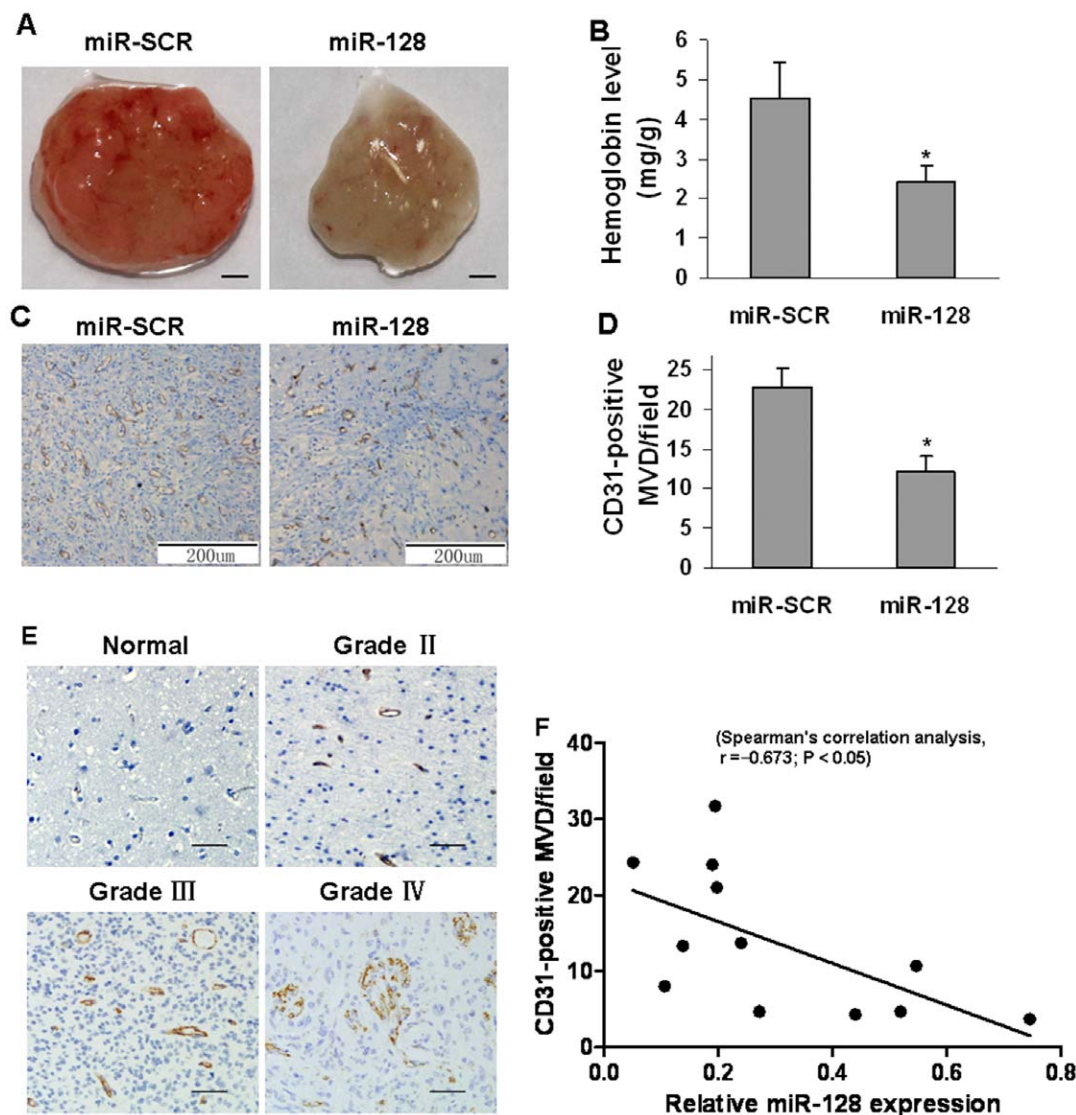 A
miR-SCR
miR-128
B
Hemoglobin level
(mg/g)
6
5
4
3
2
1
0
*
miR-SCR
miR-128
C
miR-SCR
miR-128
200um
200um
D
CD31-positive
MVD/field
25
20
15
10
5
0
*
miR-SCR
miR-128
E
Normal
Grade II
Grade III
Grade IV
F
(Spearman's correlation analysis,
r =−0.673; P < 0.05)
CD31-positive MVD/field
40
30
20
10
0
0.0
0.2
0.4
0.6
0.8
Relative miR-128 expression